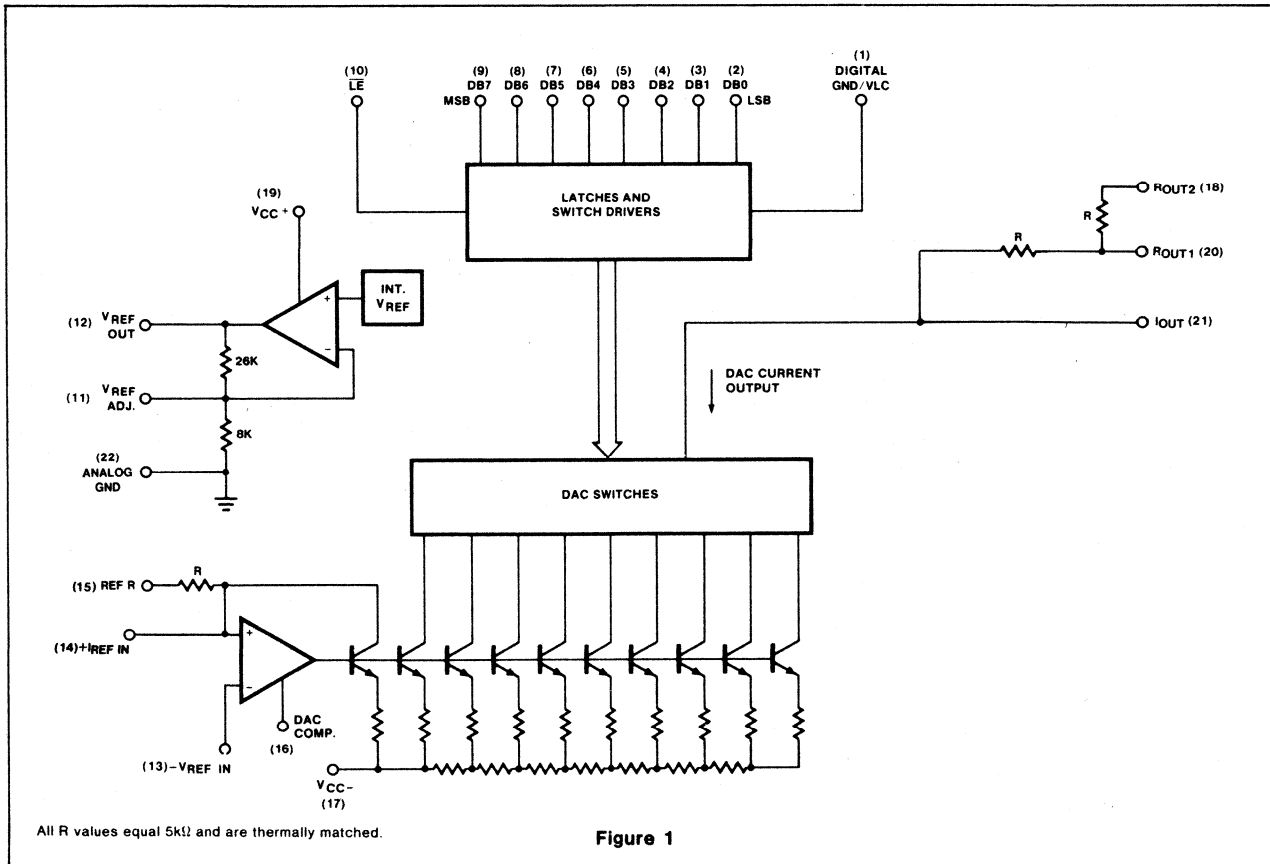 (10)
LE
(9) (8) (7) (6) (5) (4) (3) (2)
DB7 DB6 DB5 DB4 DB3 DB2 DB1 DB0
MSB LSB
(1)
DIGITAL
GND/VLC
LATCHES AND
SWITCH DRIVERS
(19)
VCC+
INT.
VREF
+
−
(12) VREF
OUT
26K
(11) VREF
ADJ.
8K
(22)
ANALOG
GND
ROUT2 (18)
R
R
ROUT1 (20)
IOUT (21)
DAC CURRENT
OUTPUT
DAC SWITCHES
(15) REF R
R
(14)+IREF IN
+
−
DAC
COMP.
(16)
(13)−VREF IN
VCC−
(17)
All R values equal 5kΩ and are thermally matched.
Figure 1